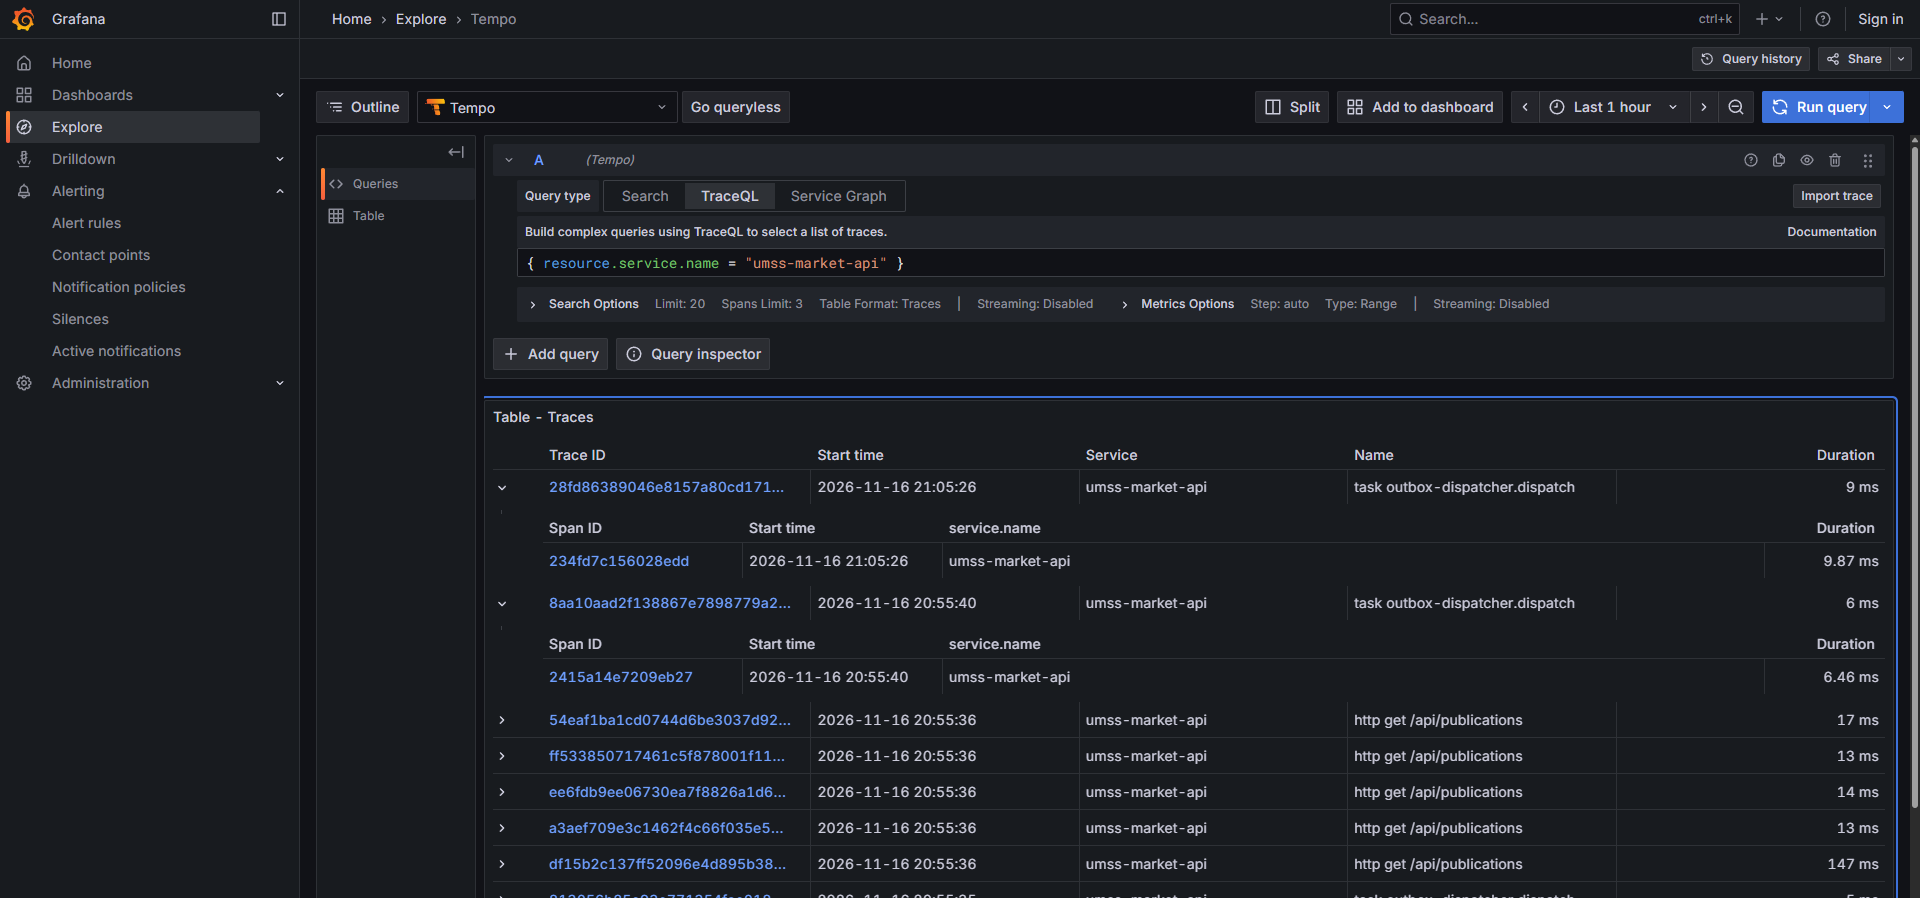 Grafana
Home › Explore › Tempo
Search...
ctrl+k
Sign in
Home
Dashboards
Explore
Drilldown
Alerting
Alert rules
Contact points
Notification policies
Silences
Active notifications
Administration
Query history
Share
Outline
Tempo
Go queryless
Split
Add to dashboard
Last 1 hour
Run query
Queries
Table
A (Tempo)
Query type Search TraceQL Service Graph
Import trace
Build complex queries using TraceQL to select a list of traces.
Documentation
{ resource.service.name = "umss-market-api" }
Search Options Limit: 20 Spans Limit: 3 Table Format: Traces | Streaming: Disabled Metrics Options Step: auto Type: Range | Streaming: Disabled
Add query
Query inspector
Table - Traces
Trace ID Start time Service Name Duration
28fd86389046e8157a80cd171... 2026-11-16 21:05:26 umss-market-api task outbox-dispatcher.dispatch 9 ms
Span ID Start time service.name Duration
234fd7c156028edd 2026-11-16 21:05:26 umss-market-api 9.87 ms
8aa10aad2f138867e7898779a2... 2026-11-16 20:55:40 umss-market-api task outbox-dispatcher.dispatch 6 ms
Span ID Start time service.name Duration
2415a14e7209eb27 2026-11-16 20:55:40 umss-market-api 6.46 ms
54eaf1ba1cd0744d6be3037d92... 2026-11-16 20:55:36 umss-market-api http get /api/publications 17 ms
ff533850717461c5f878001f11... 2026-11-16 20:55:36 umss-market-api http get /api/publications 13 ms
ee6fdb9ee06730ea7f8826a1d6... 2026-11-16 20:55:36 umss-market-api http get /api/publications 14 ms
a3aef709e3c1462f4c66f035e5... 2026-11-16 20:55:36 umss-market-api http get /api/publications 13 ms
df15b2c137ff52096e4d895b38... 2026-11-16 20:55:36 umss-market-api http get /api/publications 147 ms